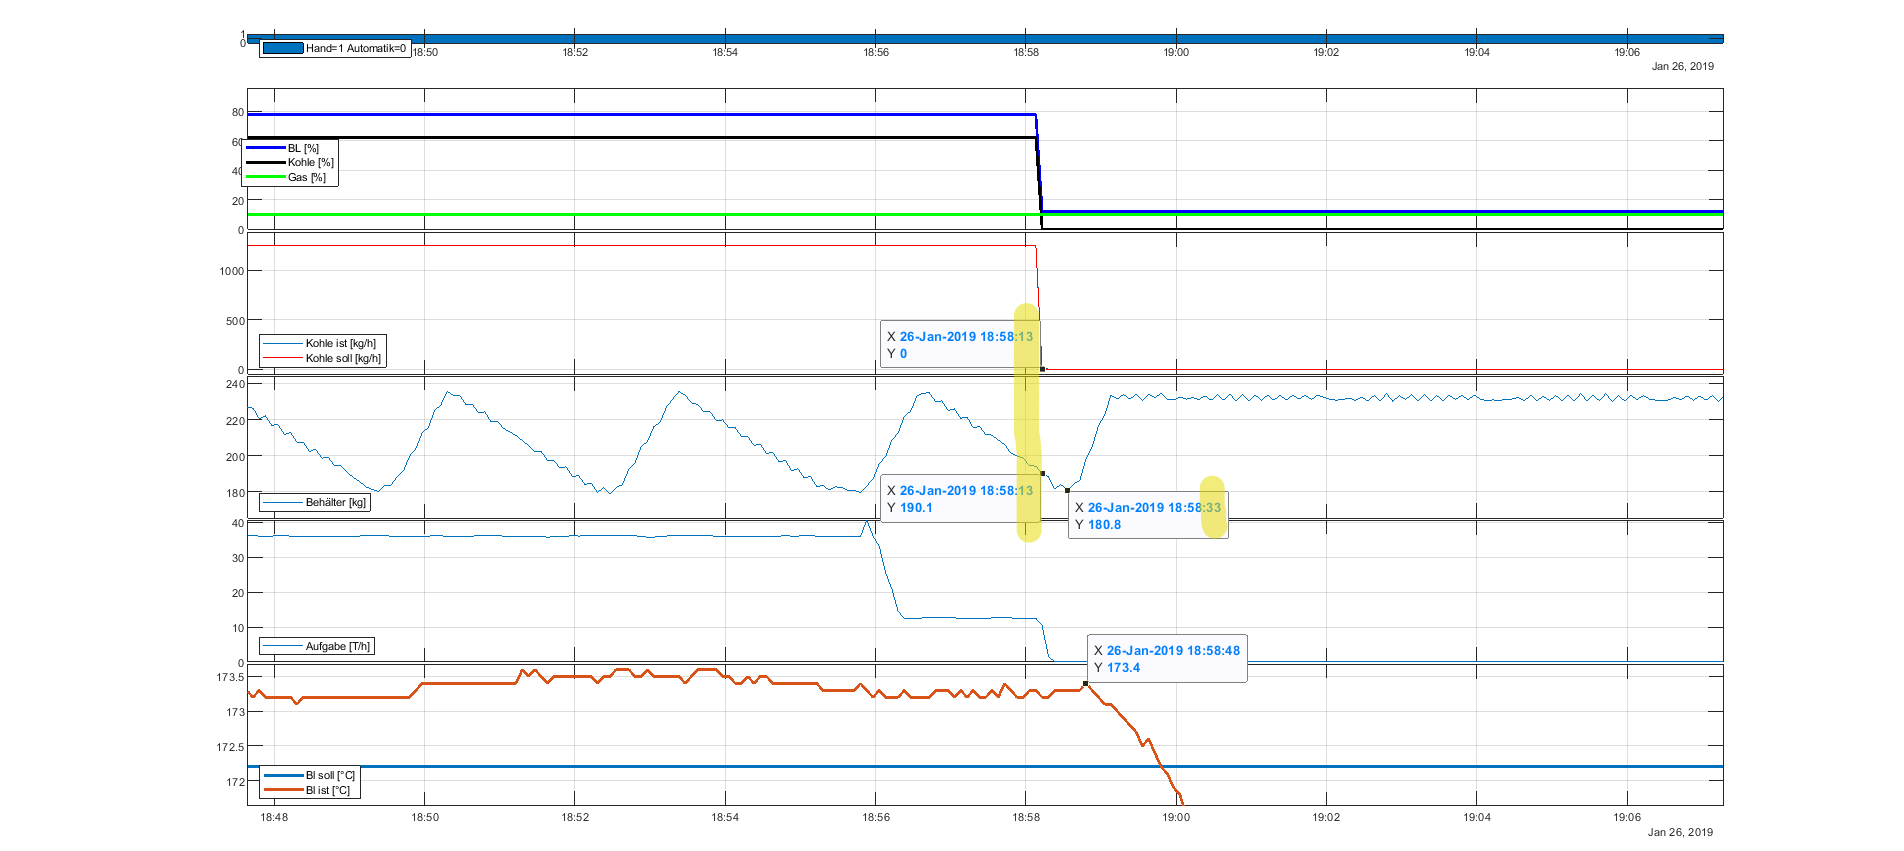 1
0
Hand=1 Automatik=0
18:50
18:52
18:54
18:56
18:58
19:00
19:02
19:04
19:06
Jan 26, 2019
80
60
40
20
0
BL [%]
Kohle [%]
Gas [%]
1000
500
0
Kohle ist [kg/h]
Kohle soll [kg/h]
X 26-Jan-2019 18:58:13
Y 0
240
220
200
180
Behälter [kg]
X 26-Jan-2019 18:58:13
Y 190.1
X 26-Jan-2019 18:58:33
Y 180.8
40
30
20
10
0
Aufgabe [T/h]
X 26-Jan-2019 18:58:48
Y 173.4
173.5
173
172.5
172
Bl soll [°C]
Bl ist [°C]
18:48
18:50
18:52
18:54
18:56
18:58
19:00
19:02
19:04
19:06
Jan 26, 2019